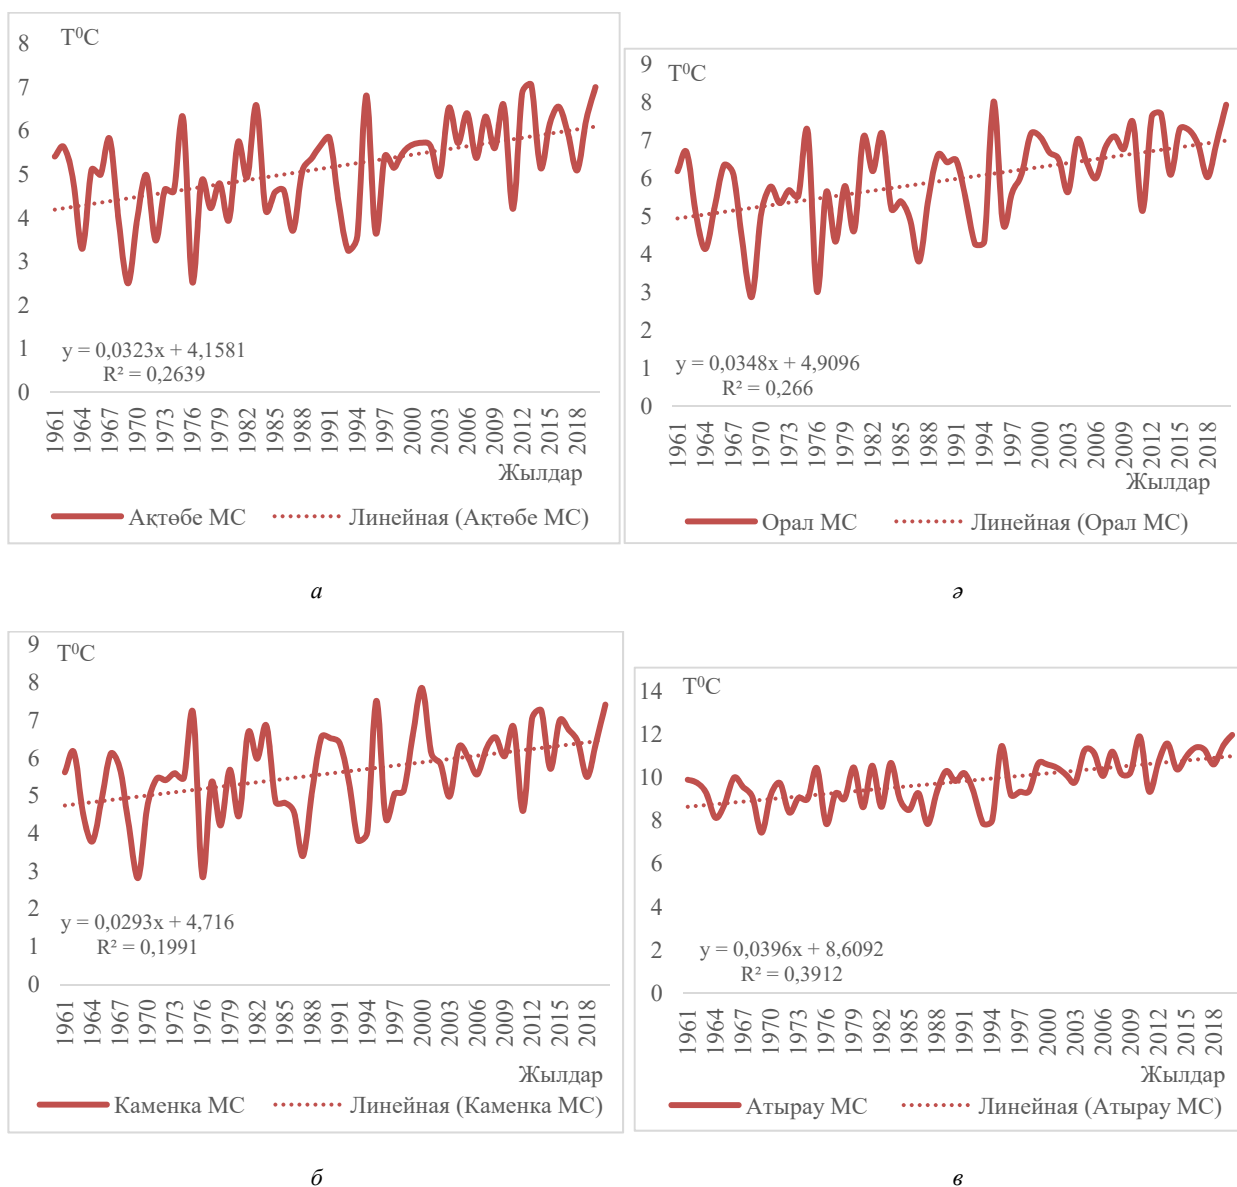 T⁰C
8
7
6
5
4
3
2
1
0
y = 0,0323x + 4,1581
R² = 0,2639
1961 1964 1967 1970 1973 1976 1979 1982 1985 1988 1991 1994 1997 2000 2003 2006 2009 2012 2015 2018
Жылдар
Ақтөбе МС Линейная (Ақтөбе МС)
а
T⁰C
9
8
7
6
5
4
3
2
1
0
y = 0,0348x + 4,9096
R² = 0,266
1961 1964 1967 1970 1973 1976 1979 1982 1985 1988 1991 1994 1997 2000 2003 2006 2009 2012 2015 2018
Жылдар
Орал МС Линейная (Орал МС)
ә
T⁰C
9
8
7
6
5
4
3
2
1
0
y = 0,0293x + 4,716
R² = 0,1991
1961 1964 1967 1970 1973 1976 1979 1982 1985 1988 1991 1994 1997 2000 2003 2006 2009 2012 2015 2018
Жылдар
Каменка МС Линейная (Каменка МС)
б
T⁰C
14
12
10
8
6
4
2
0
y = 0,0396x + 8,6092
R² = 0,3912
1961 1964 1967 1970 1973 1976 1979 1982 1985 1988 1991 1994 1997 2000 2003 2006 2009 2012 2015 2018
Жылдар
Атырау МС Линейная (Атырау МС)
в